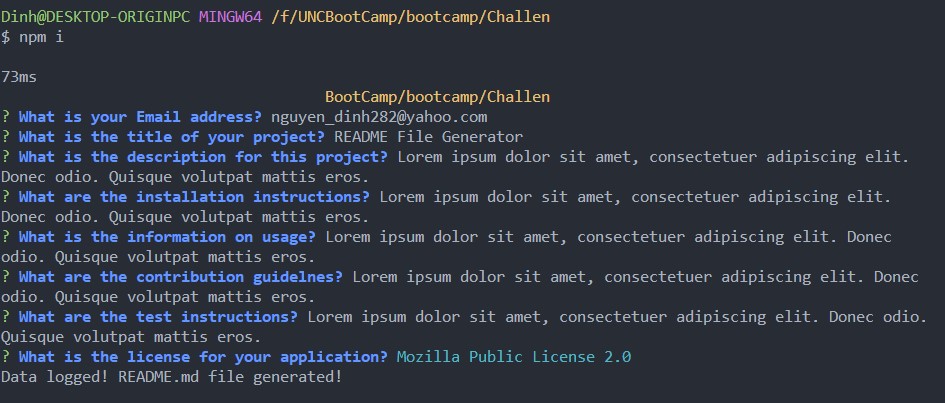 Dinh@DESKTOP-ORIGINPC MINGW64 /f/UNCBootCamp/bootcamp/Challen
$ npm i
73ms
BootCamp/bootcamp/Challen
? What is your Email address? nguyen_dinh282@yahoo.com
? What is the title of your project? README File Generator
? What is the description for this project? Lorem ipsum dolor sit amet, consectetuer adipiscing elit.
Donec odio. Quisque volutpat mattis eros.
? What are the installation instructions? Lorem ipsum dolor sit amet, consectetuer adipiscing elit.
Donec odio. Quisque volutpat mattis eros.
? What is the information on usage? Lorem ipsum dolor sit amet, consectetuer adipiscing elit. Donec
odio. Quisque volutpat mattis eros.
? What are the contribution guidelnes? Lorem ipsum dolor sit amet, consectetuer adipiscing elit. Donec
odio. Quisque volutpat mattis eros.
? What are the test instructions? Lorem ipsum dolor sit amet, consectetuer adipiscing elit. Donec odio.
Quisque volutpat mattis eros.
? What is the license for your application? Mozilla Public License 2.0
Data logged! README.md file generated!